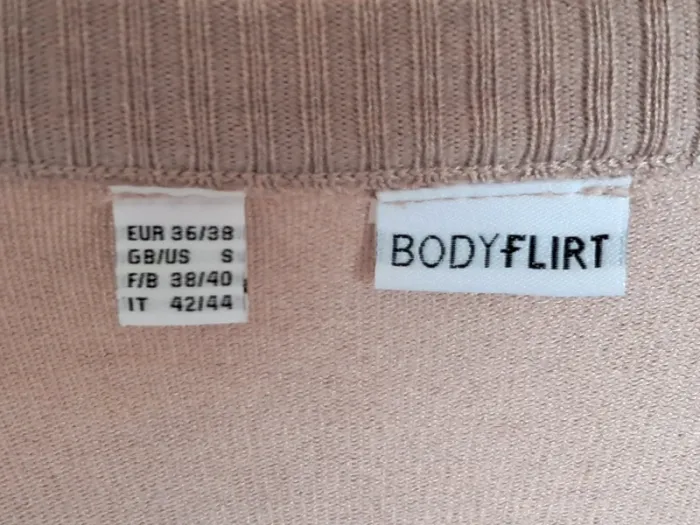 EUR 36/38
GB/US S
F/B 38/40
IT 42/44
BODYFLIRT